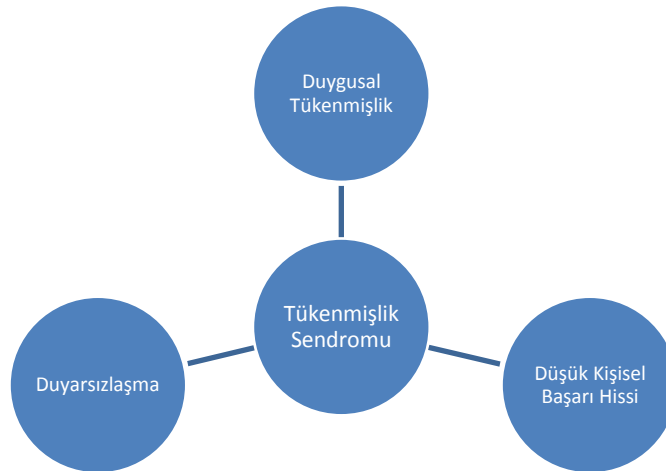 Duygusal
Tükenmişlik
Tükenmişlik
Sendromu
Duyarsızlaşma
Düşük Kişisel
Başarı Hissi